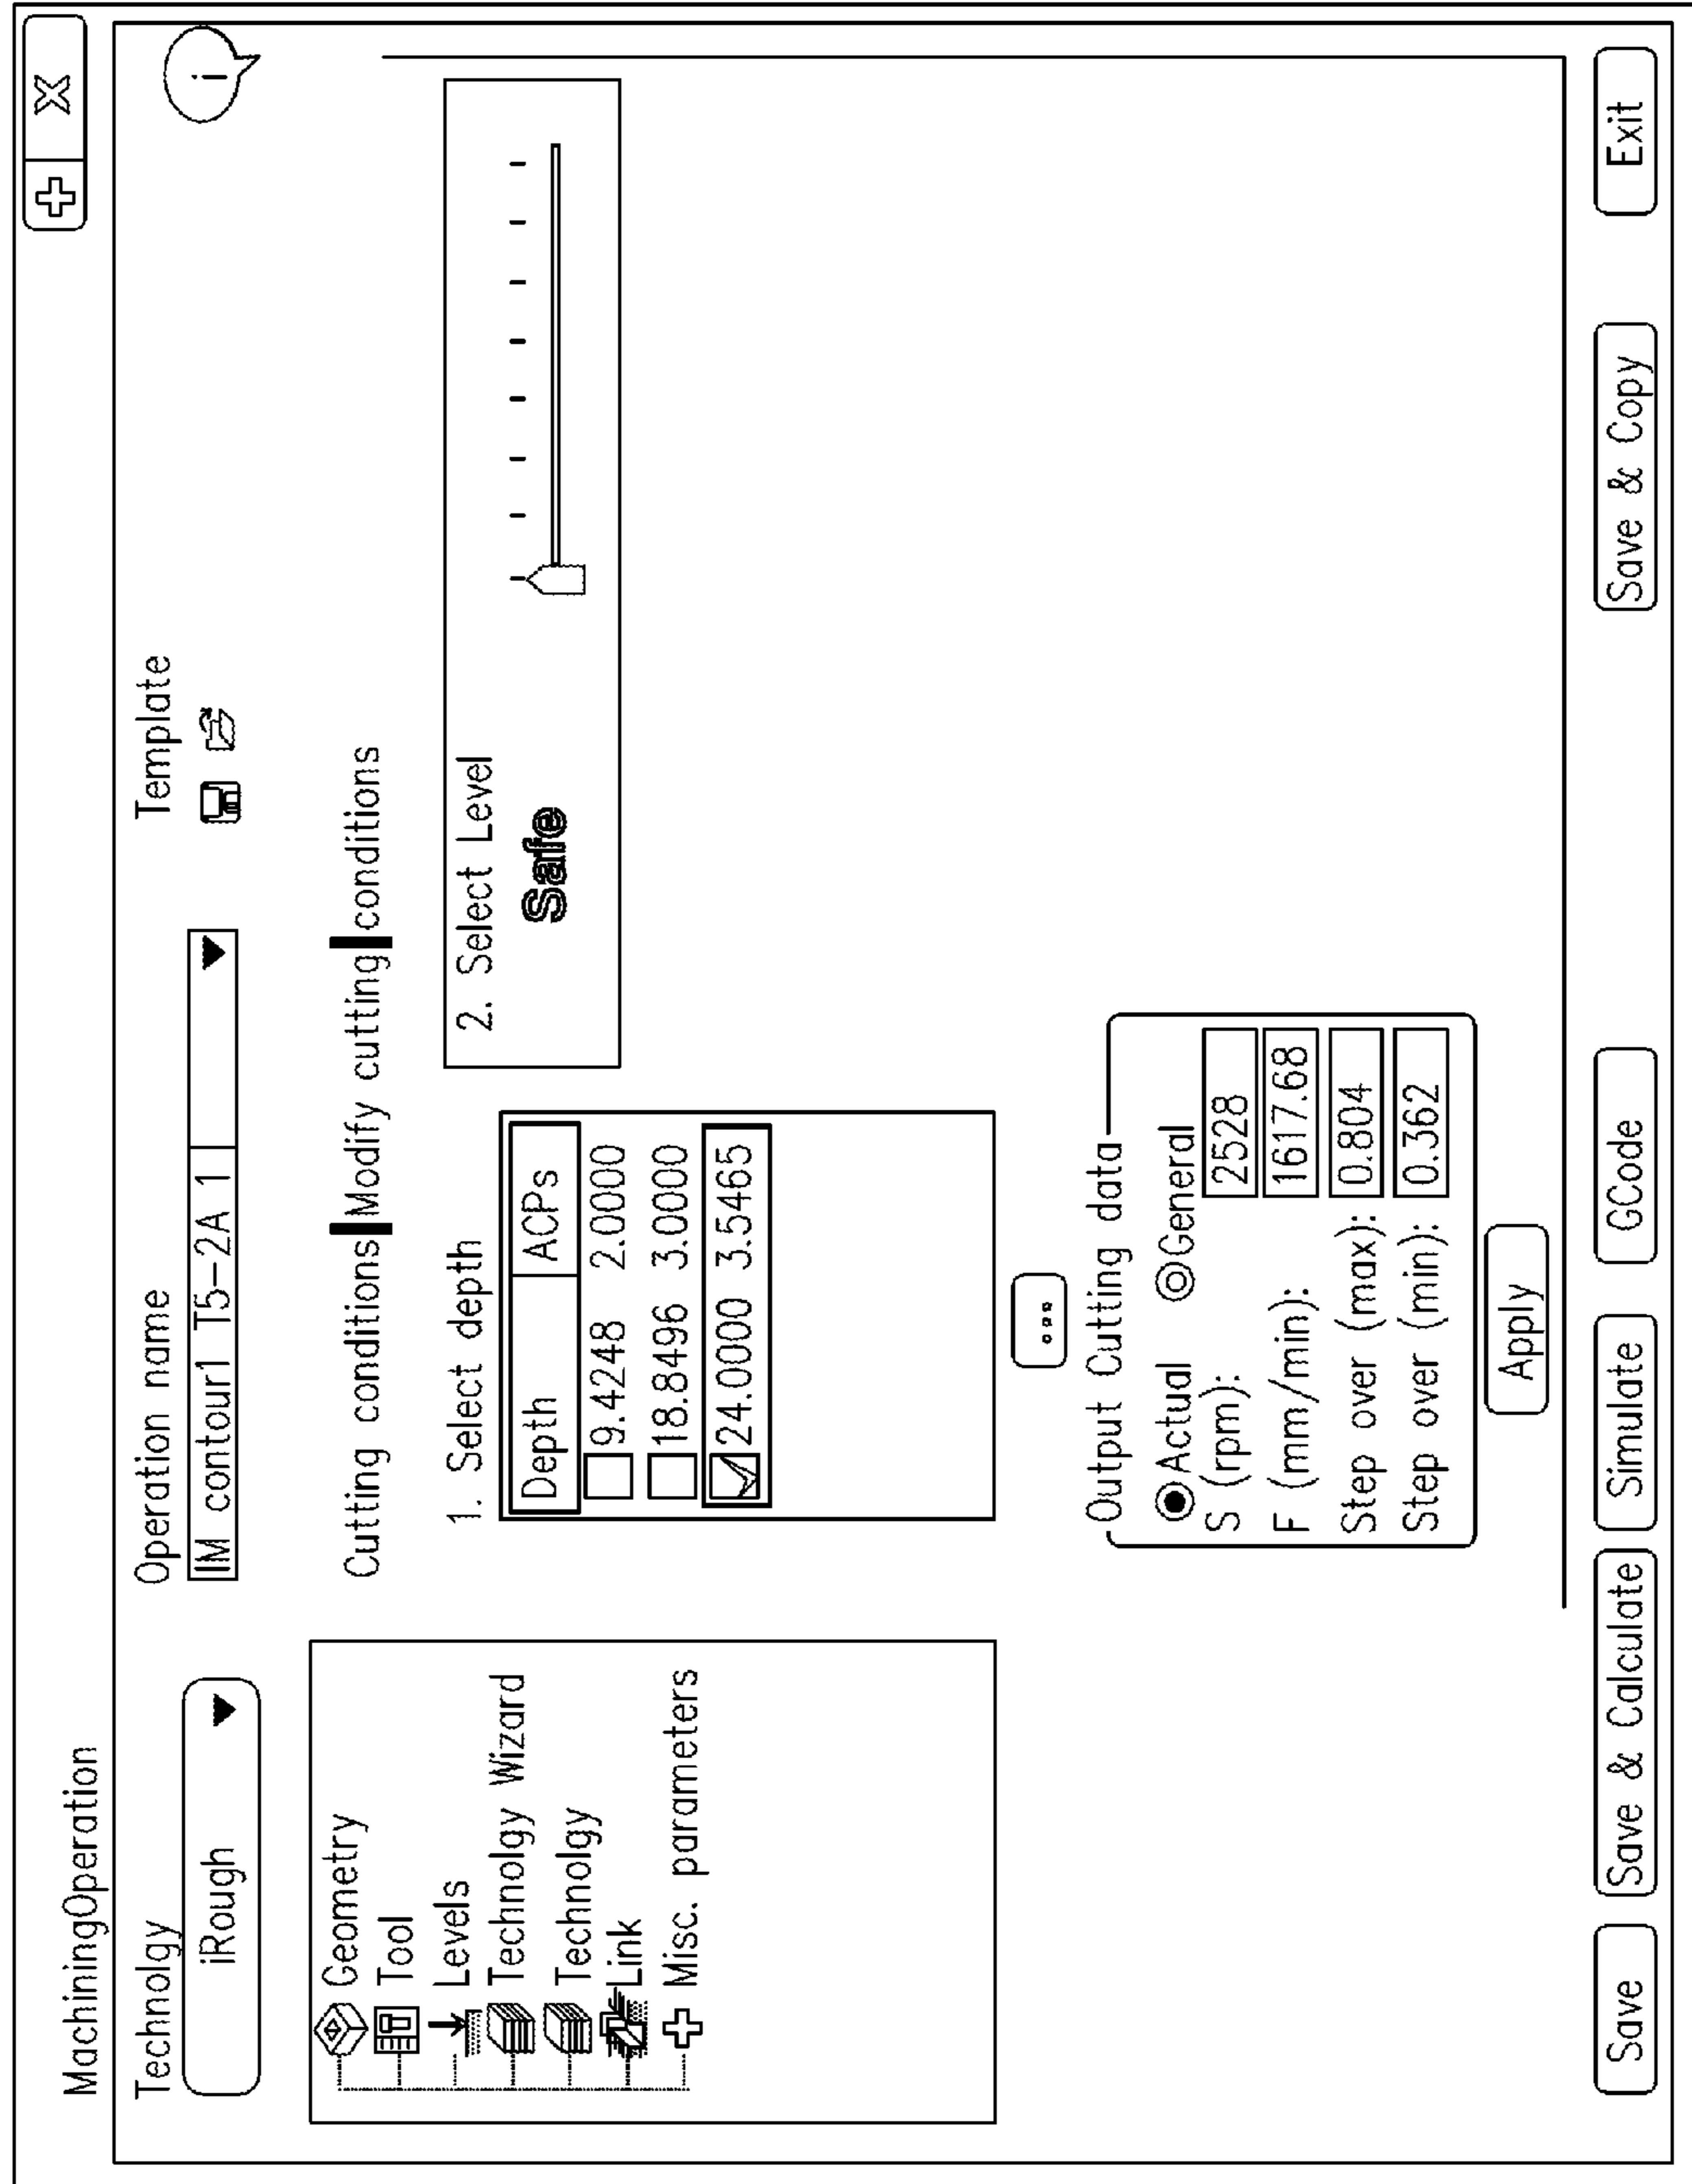 MachiningOperation
Technolgy
Operation name
Template
iRough
IM contour1 T5-2A 1
i
Geometry
Tool
Levels
Technolgy Wizard
Technolgy
Link
Misc. parameters
Cutting conditions Modify cutting conditions
1. Select depth
Depth ACPs
9.4248 2.0000
18.8496 3.0000
24.0000 3.5465
...
2. Select Level
Safe
Output Cutting data
Actual General
S (rpm): 2528
F (mm/min): 1617.68
Step over (max): 0.804
Step over (min): 0.362
Apply
Save
Save & Calculate
Simulate
GCode
Save & Copy
Exit